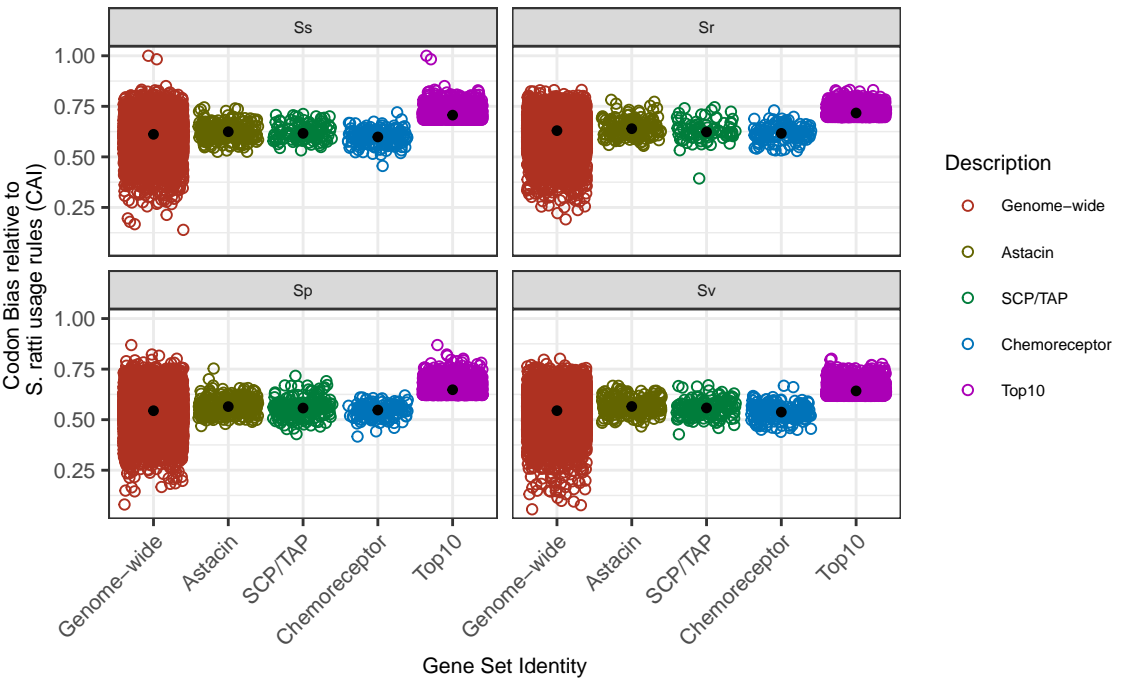 Ss
Sr
1.00
0.75
0.50
0.25
Codon Bias relative to
S. ratti usage rules (CAI)
Sp
Sv
1.00
0.75
0.50
0.25
Genome−wide
Astacin
SCP/TAP
Chemoreceptor
Top10
Genome−wide
Astacin
SCP/TAP
Chemoreceptor
Top10
Gene Set Identity
Description
Genome−wide
Astacin
SCP/TAP
Chemoreceptor
Top10